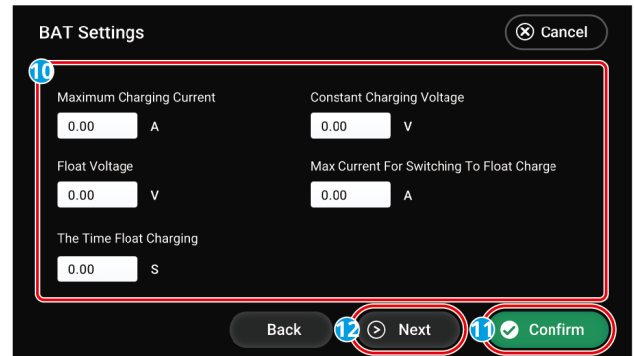 BAT Settings
Cancel
10
Maximum Charging Current
Constant Charging Voltage
0.00 A
0.00 V
Float Voltage
Max Current For Switching To Float Charge
0.00 V
0.00 A
The Time Float Charging
0.00 S
Back
12
Next
11
Confirm